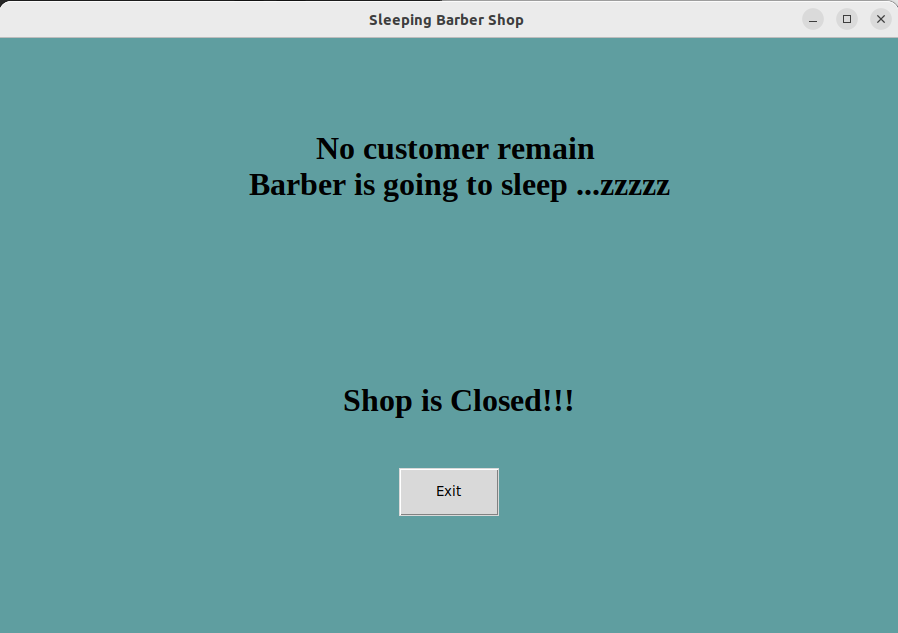 Sleeping Barber Shop
No customer remain
Barber is going to sleep ...zzzzz
Shop is Closed!!!
Exit